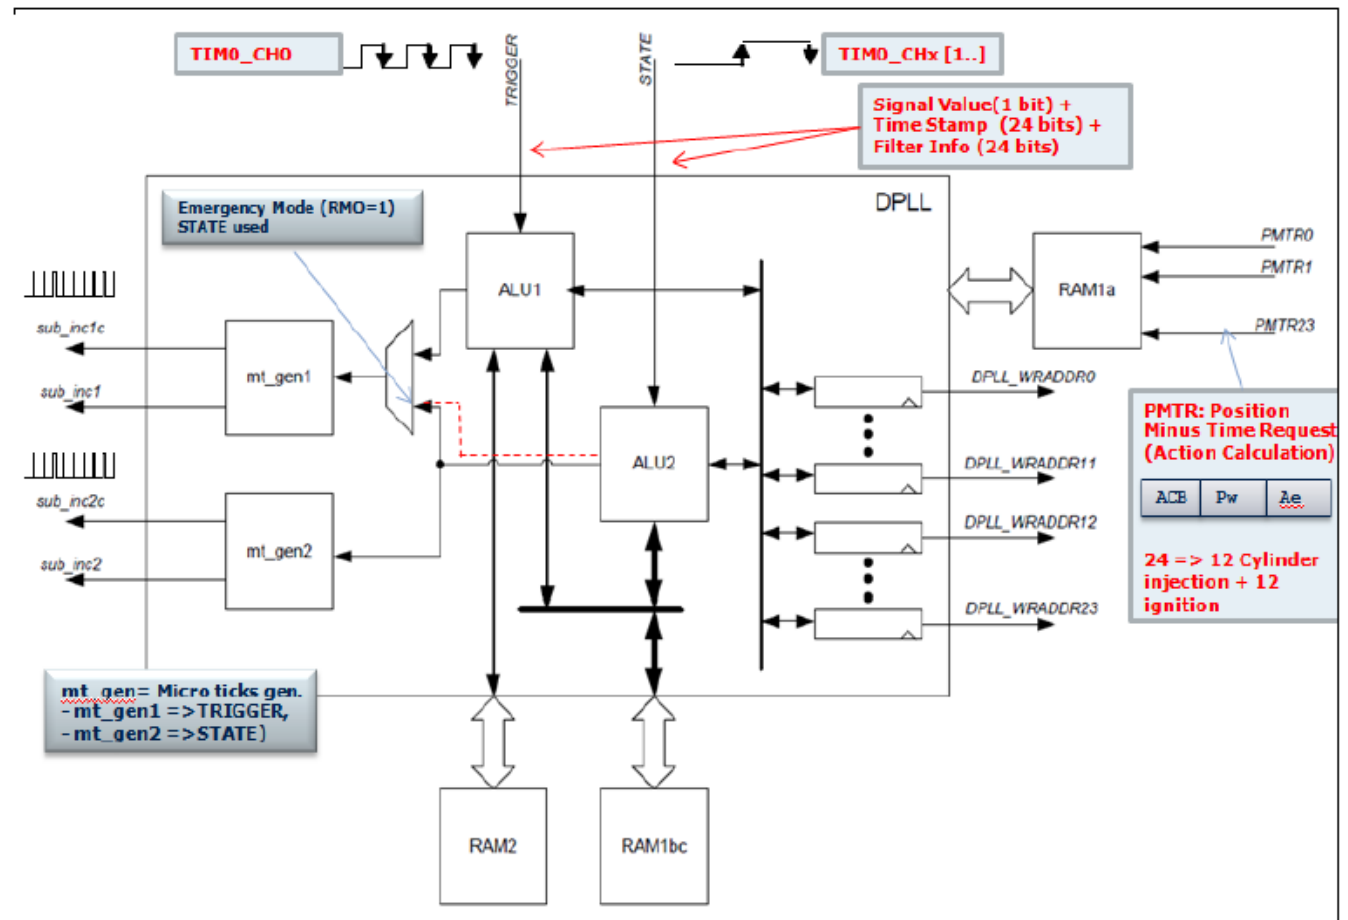 TIM0_CH0
TRIGGER
STATE
TIM0_CHx [1..]
Signal Value(1 bit) +
Time Stamp (24 bits) +
Filter Info (24 bits)
DPLL
Emergency Mode (RMO=1)
STATE used
ALU1
RAM1a
PMTR0
PMTR1
PMTR23
sub_inc1c
mt_gen1
sub_inc1
DPLL_WRADDR0
PMTR: Position
Minus Time Request
(Action Calculation)
ACB Pw Ae
24 => 12 Cylinder
injection + 12
ignition
ALU2
DPLL_WRADDR11
sub_inc2c
mt_gen2
sub_inc2
DPLL_WRADDR12
DPLL_WRADDR23
mt_gen= Micro ticks gen.
- mt_gen1 =>TRIGGER,
- mt_gen2 =>STATE)
RAM2
RAM1bc